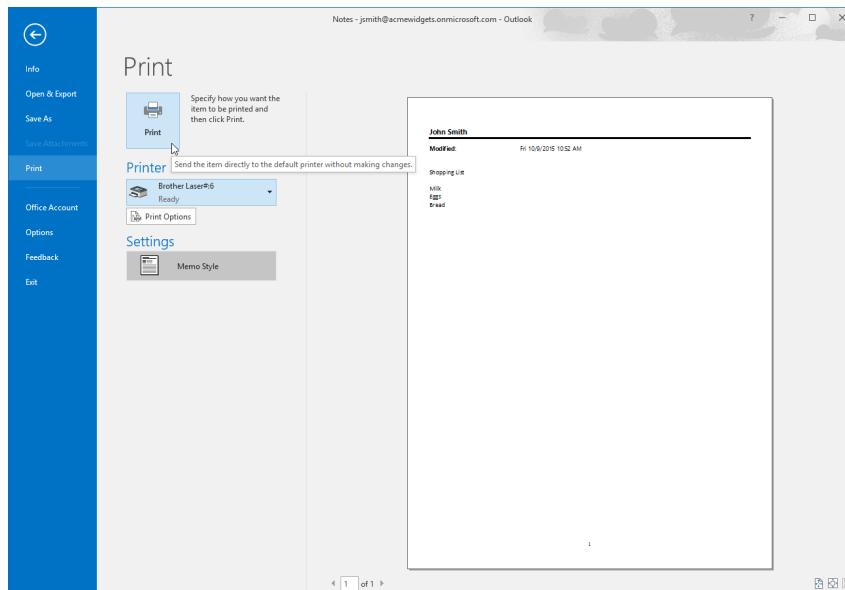 Notes - jsmith@acmewidgets.onmicrosoft.com - Outlook
?
Info
Open & Export
Save As
Save Attachments
Print
Office Account
Options
Feedback
Exit
Print
Print
Specify how you want the
item to be printed and
then click Print.
Send the item directly to the default printer without making changes.
Printer
Brother Laser#:6
Ready
Print Options
Settings
Memo Style
John Smith
Modified: Fri 10/9/2015 10:52 AM
Shopping List
Milk
Eggs
Bread
1
1 of 1